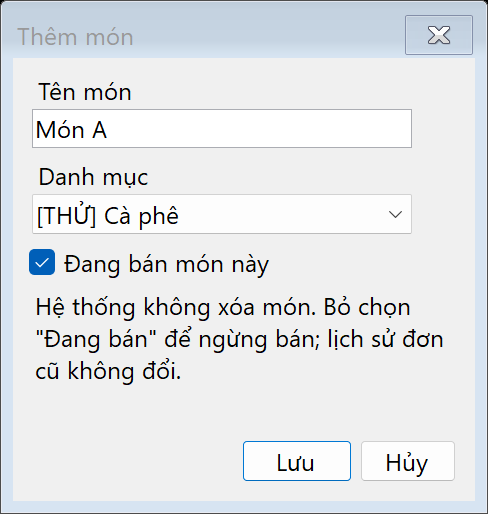 Thêm món
Tên món
Món A
Danh mục
[THỬ] Cà phê
Đang bán món này
Hệ thống không xóa món. Bỏ chọn
"Đang bán" để ngừng bán; lịch sử đơn
cũ không đổi.
Lưu
Hủy